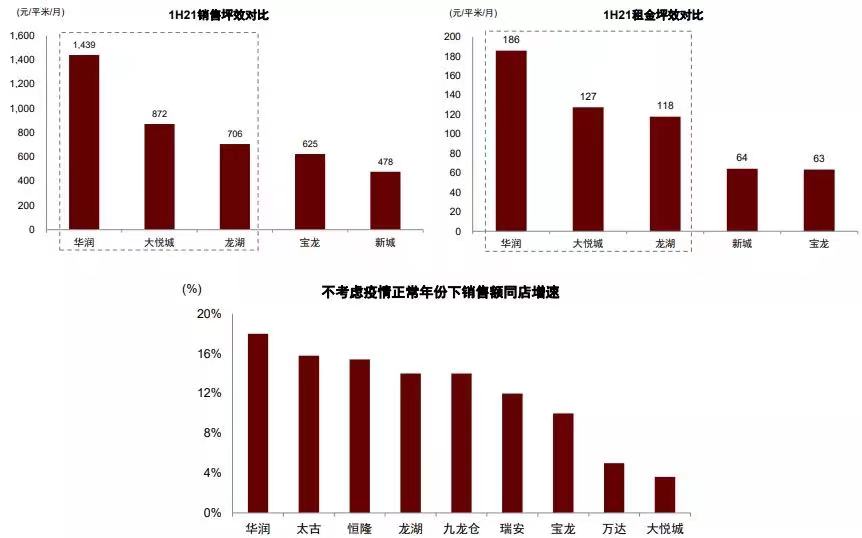 (元/平米/月)
1H21销售坪效对比
1,600
1,400
1,200
1,000
800
600
400
200
0
1,439
872
706
625
478
华润
大悦城
龙湖
宝龙
新城
(元/平米/月)
1H21租金坪效对比
200
180
160
140
120
100
80
60
40
20
0
186
127
118
64
63
华润
大悦城
龙湖
新城
宝龙
(%)
不考虑疫情正常年份下销售额同店增速
20%
16%
12%
8%
4%
0%
华润
太古
恒隆
龙湖
九龙仓
瑞安
宝龙
万达
大悦城